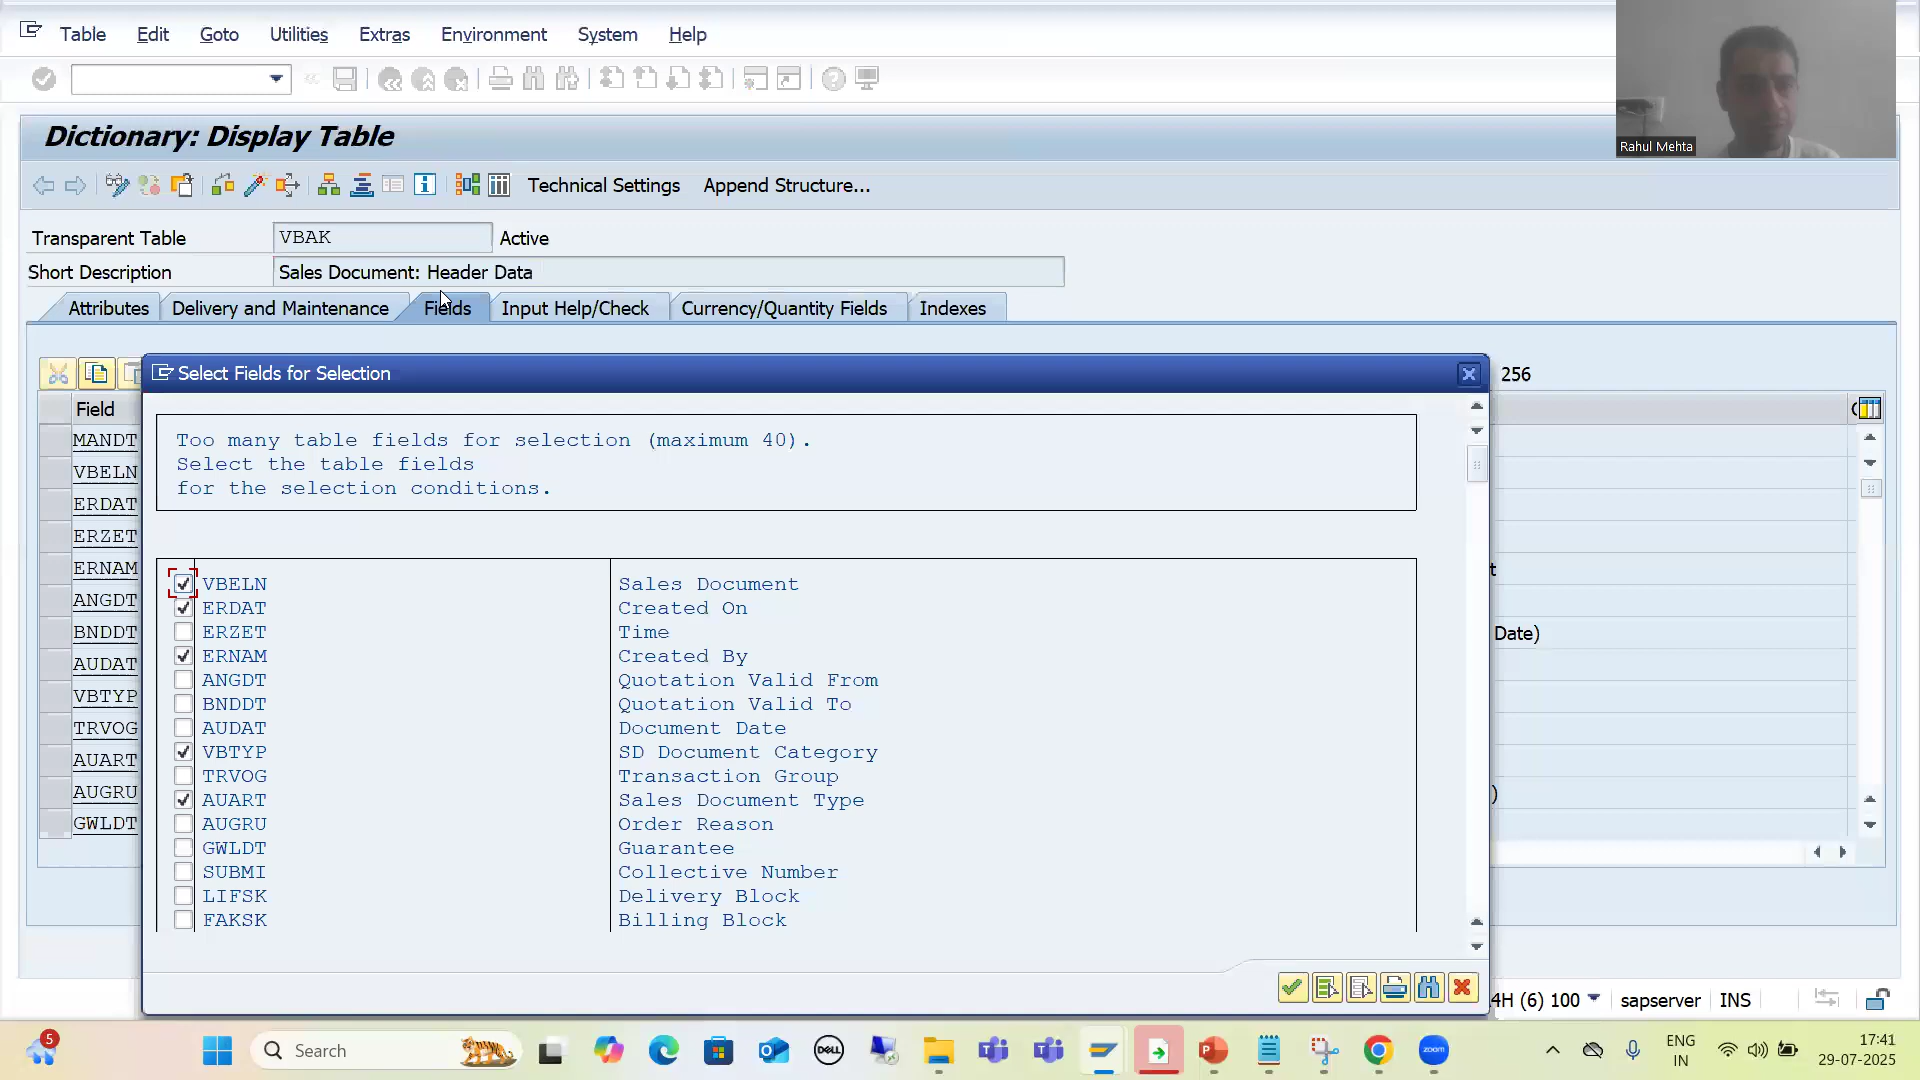 Table Edit Goto Utilities Extras Environment System Help
Rahul Mehta
Dictionary: Display Table
Technical Settings Append Structure...
Transparent Table VBAK Active
Short Description Sales Document: Header Data
Attributes Delivery and Maintenance Fields Input Help/Check Currency/Quantity Fields Indexes
Select Fields for Selection
256
Field
MANDT
VBELN
ERDAT
ERZET
ERNAM
ANGDT
BNDDT
AUDAT
VBTYP
TRVOG
AUART
AUGRU
GWLDT
Too many table fields for selection (maximum 40).
Select the table fields
for the selection conditions.
VBELN Sales Document
ERDAT Created On
ERZET Time
ERNAM Created By
ANGDT Quotation Valid From
BNDDT Quotation Valid To
AUDAT Document Date
VBTYP SD Document Category
TRVOG Transaction Group
AUART Sales Document Type
AUGRU Order Reason
GWLDT Guarantee
SUBMI Collective Number
LIFSK Delivery Block
FAKSK Billing Block
t
Date)
)
4H (6) 100 sapserver INS
5
Search
DELL
zoom
ENG
IN
17:41
29-07-2025